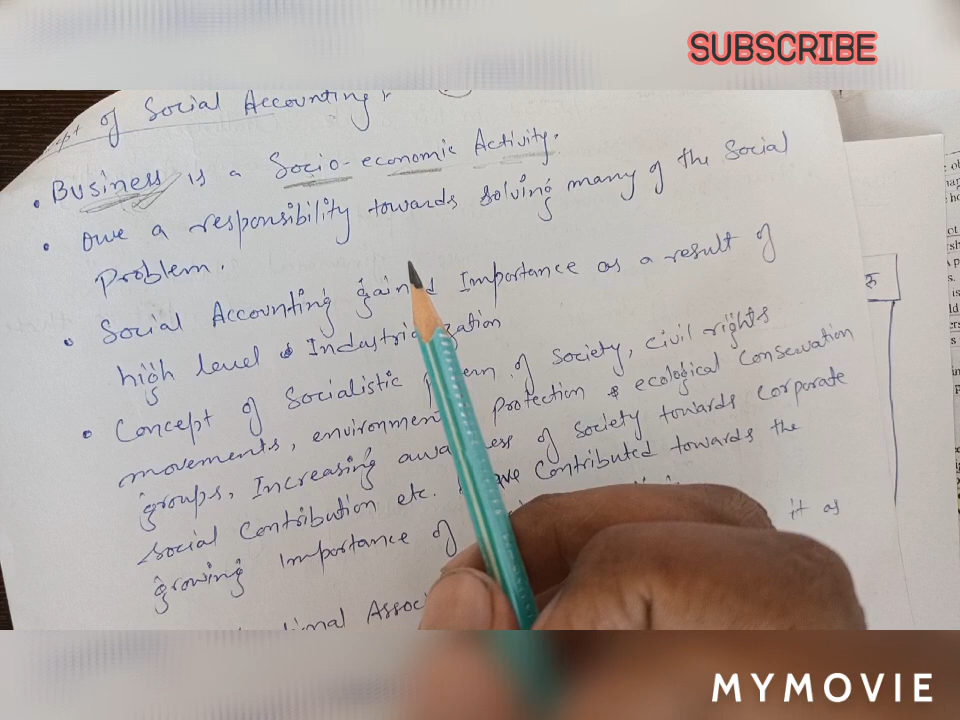 SUBSCRIBE
of Social Accounting:
• Business is a Socio-economic Activity.
• Owe a responsibility towards solving many of the Social
Problem.
• Social Accounting gained Importance as a result of
high level of Industrialization
• Concept of Socialistic of Society, civil rights
movements, environment Protection & ecological Conservation
groups, Increasing awareness of Society towards corporate
Social Contribution etc. have Contributed towards the
growing Importance of
it as
MYMOVIE